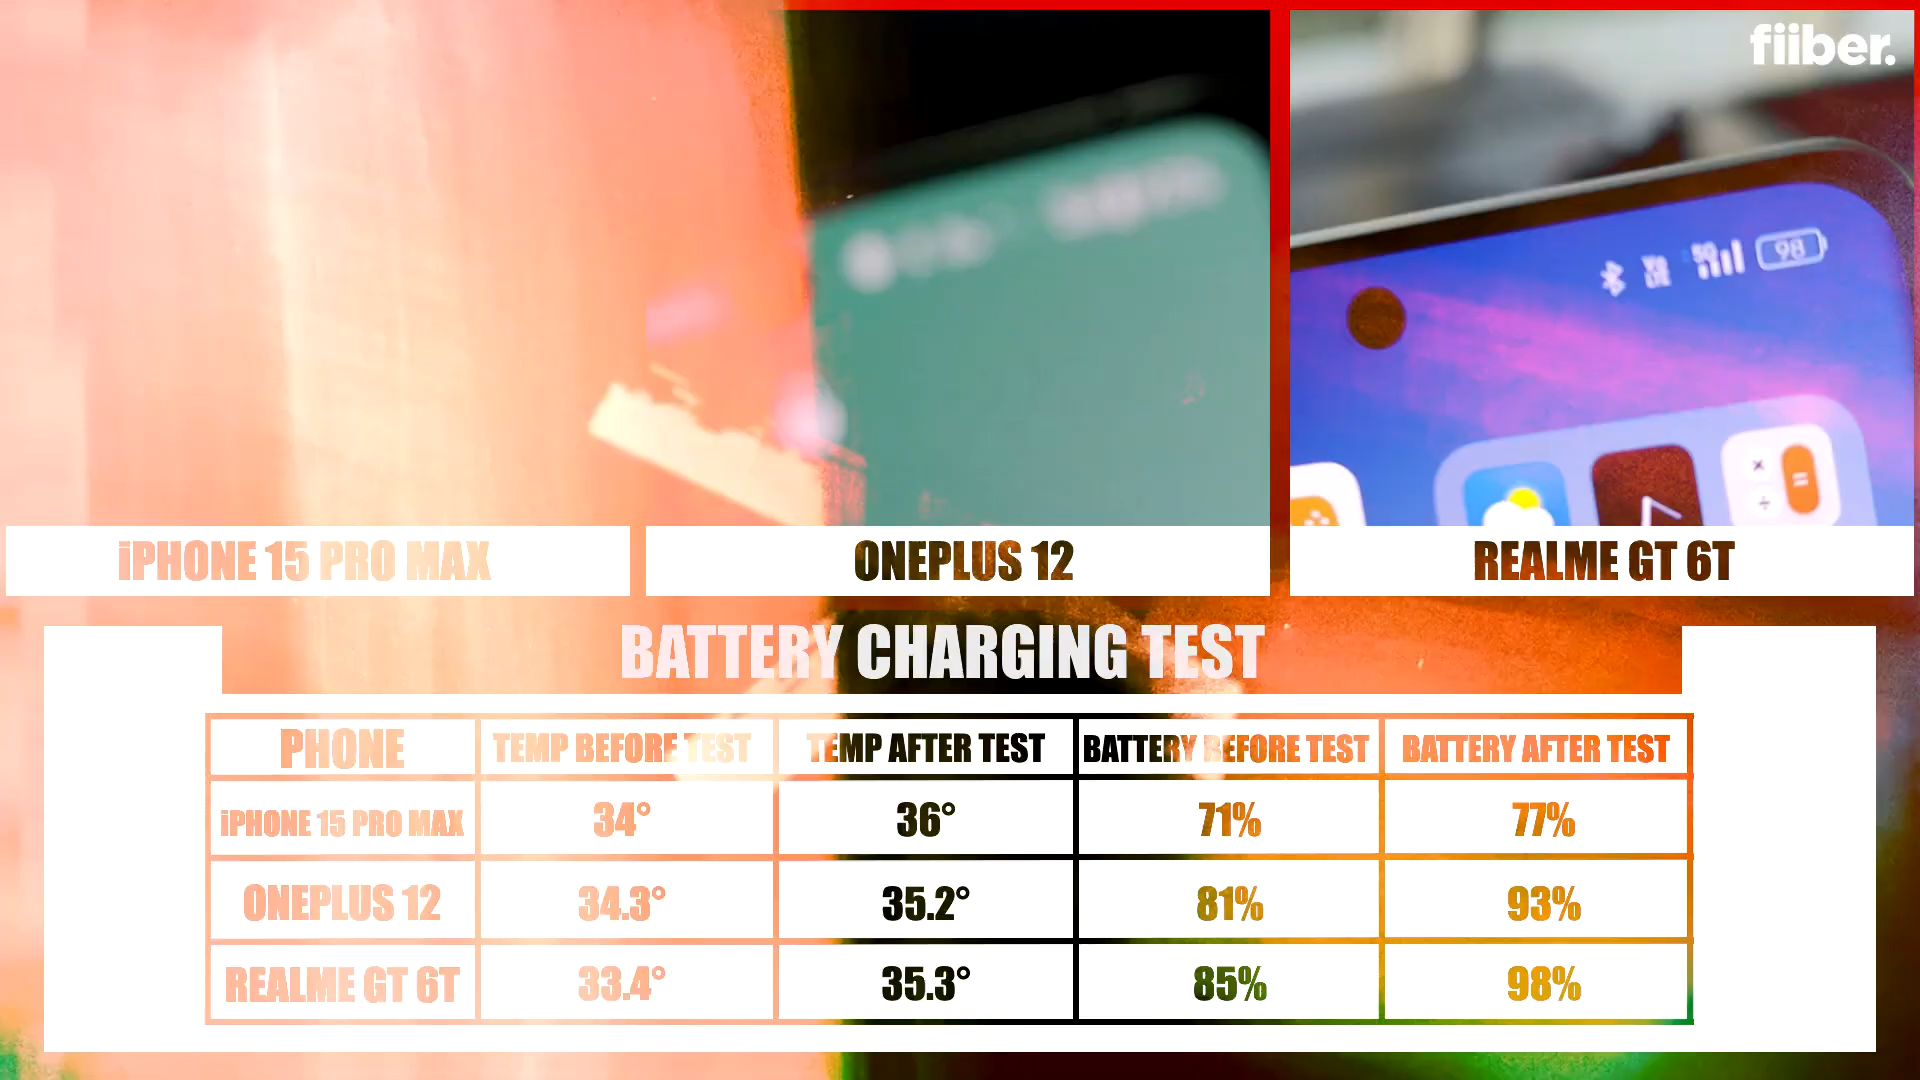 fiiber.
98
iPHONE 15 PRO MAX
ONEPLUS 12
REALME GT 6T
BATTERY CHARGING TEST
PHONE TEMP BEFORE TEST TEMP AFTER TEST BATTERY BEFORE TEST BATTERY AFTER TEST
iPHONE 15 PRO MAX 34° 36° 71% 77%
ONEPLUS 12 34.3° 35.2° 81% 93%
REALME GT 6T 33.4° 35.3° 85% 98%